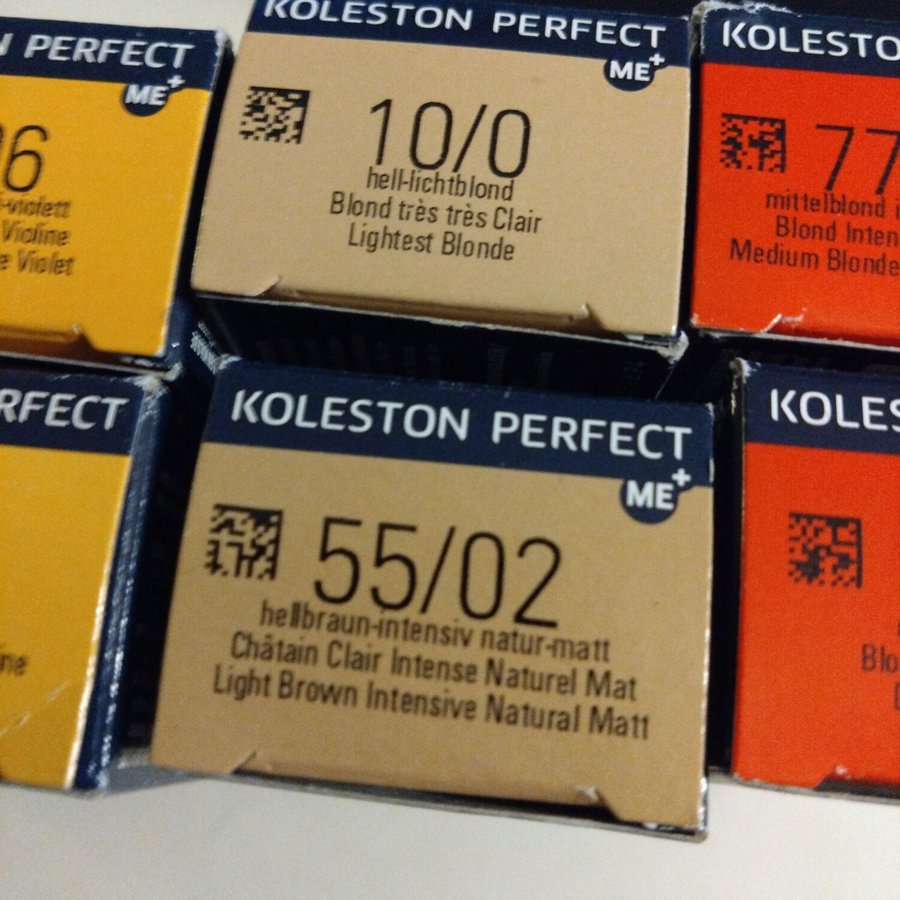 PERFECT
ME+
6
violett
Violine
e Violet
KOLESTON PERFECT
ME+
10/0
hell-lichtblond
Blond très très Clair
Lightest Blonde
KOLESTO
77
mittelblond i
Blond Inten
Medium Blonde
RFECT
ine
KOLESTON PERFECT
ME+
55/02
hellbraun-intensiv natur-matt
Châtain Clair Intense Naturel Mat
Light Brown Intensive Natural Matt
KOLES
Blo